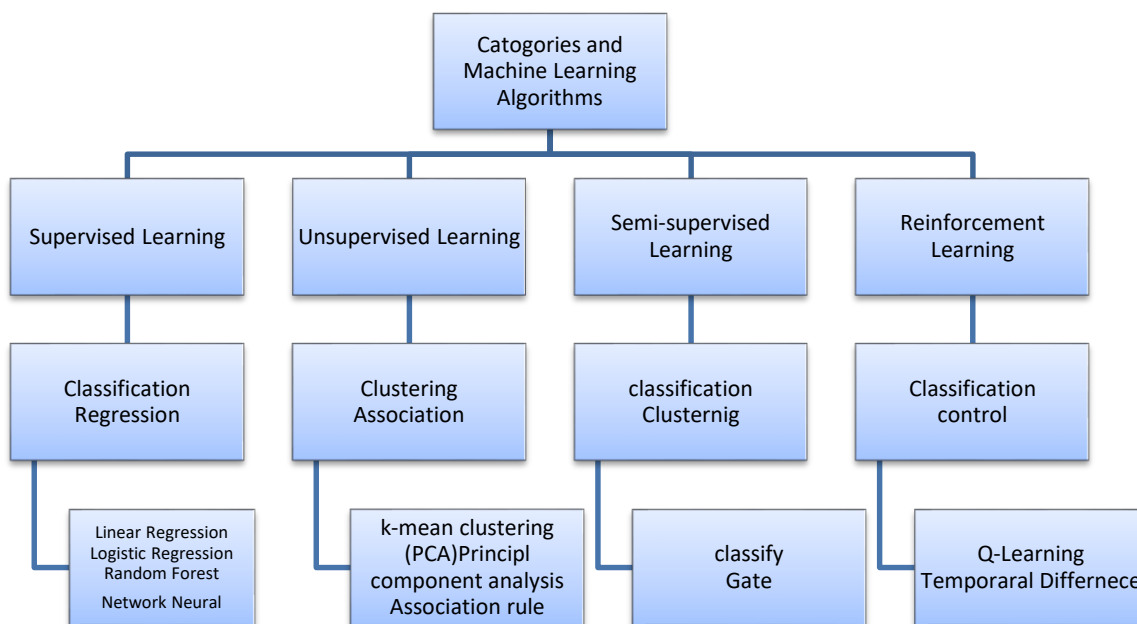 Catogories and
Machine Learning
Algorithms
Supervised Learning
Unsupervised Learning
Semi-supervised
Learning
Reinforcement
Learning
Classification
Regression
Clustering
Association
classification
Clusternig
Classification
control
Linear Regression
Logistic Regression
Random Forest
Network Neural
k-mean clustering
(PCA)Principl
component analysis
Association rule
classify
Gate
Q-Learning
Temporaral Differnece